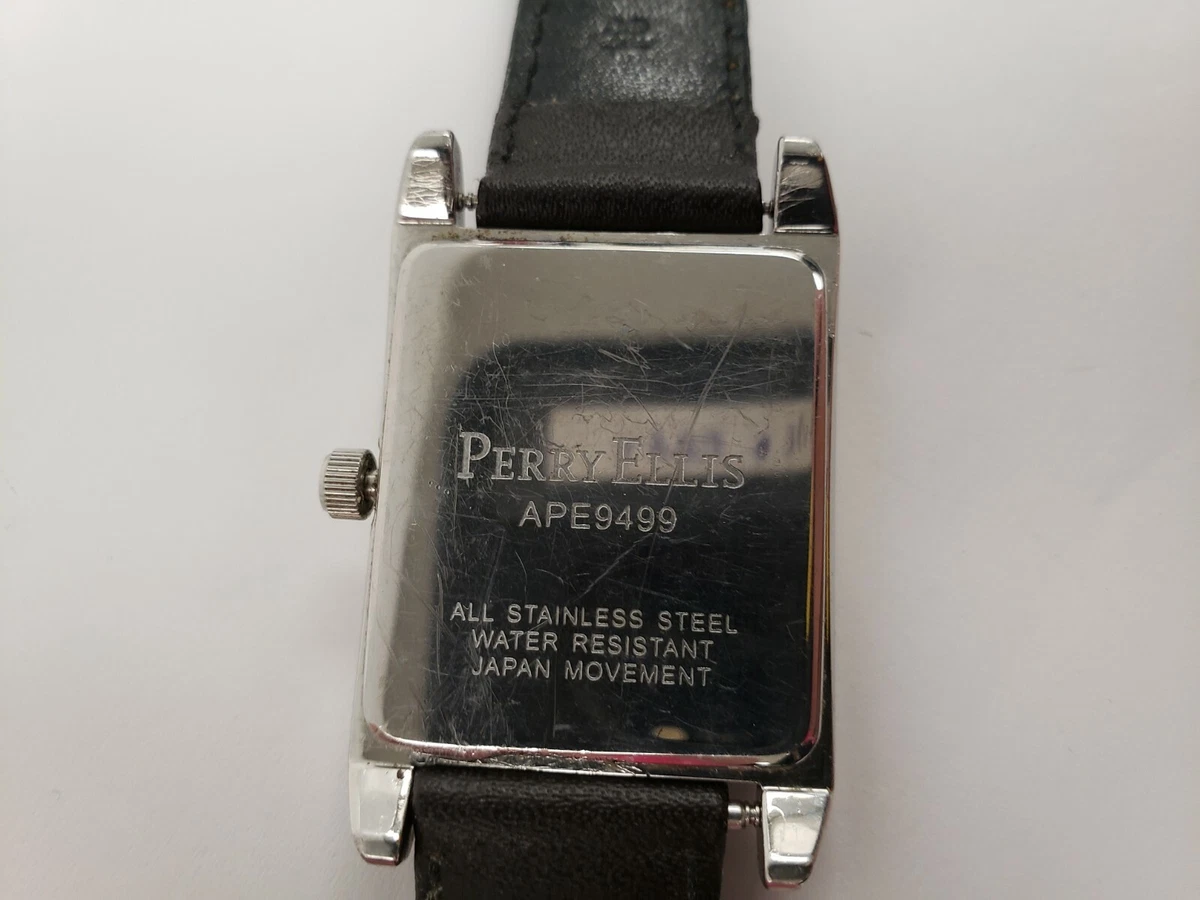 PERRY ELLIS
APE9499
ALL STAINLESS STEEL
WATER RESISTANT
JAPAN MOVEMENT